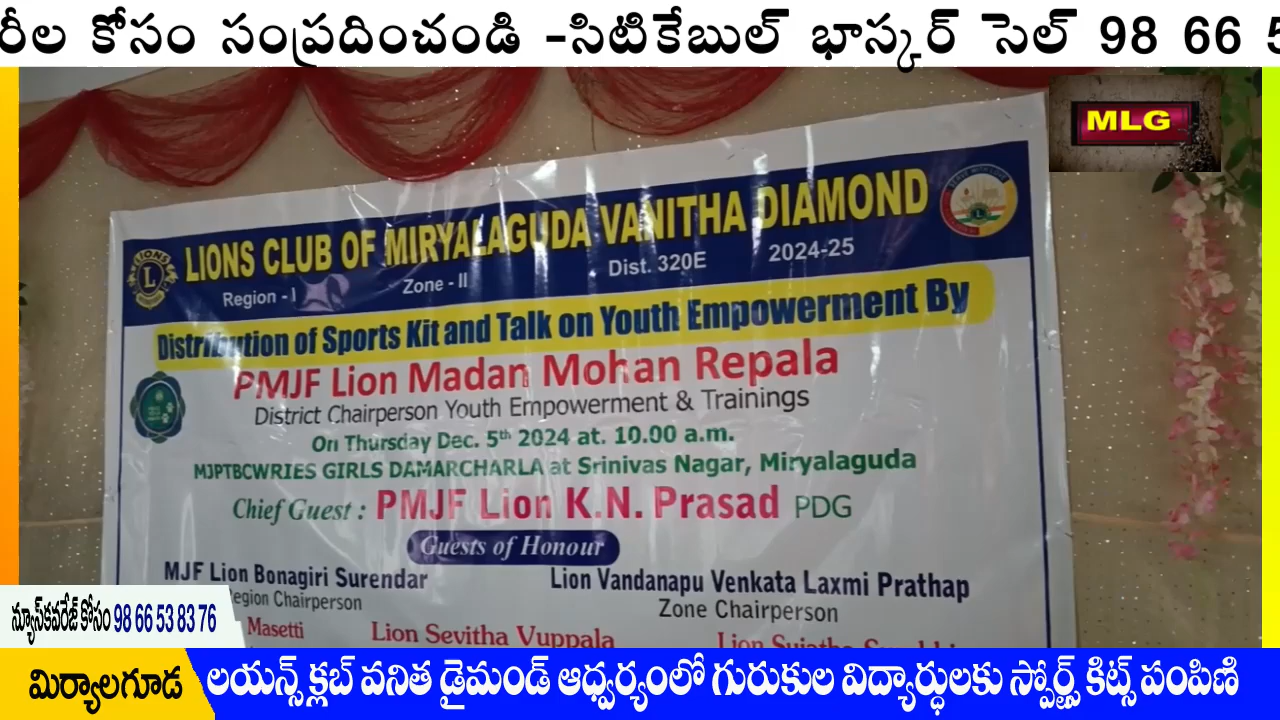 రీల కోసం సంప్రదించండి -సిటికేబుల్ భాస్కర్ సెల్ 98 66 5
MLG
LIONS CLUB OF MIRYALAGUDA VANITHA DIAMOND
Region - I Zone - II Dist. 320E 2024-25
Distribution of Sports Kit and Talk on Youth Empowerment By
PMJF Lion Madan Mohan Repala
District Chairperson Youth Empowerment & Trainings
On Thursday Dec. 5th 2024 at. 10.00 a.m.
MJPTBCWRIES GIRLS DAMARCHARLA at Srinivas Nagar, Miryalaguda
Chief Guest : PMJF Lion K.N. Prasad PDG
Guests of Honour
MJF Lion Bonagiri Surendar Lion Vandanapu Venkata Laxmi Prathap
Region Chairperson Zone Chairperson
Masetti Lion Sevitha Vuppala Lion
న్యూస్‌కవరేజ్ కోసం 98 66 53 83 76
మిర్యాలగూడ లయన్స్ క్లబ్ వనిత డైమండ్ ఆధ్వర్యంలో గురుకుల విద్యార్థులకు స్పోర్ట్స్ కిట్స్ పంపిణి